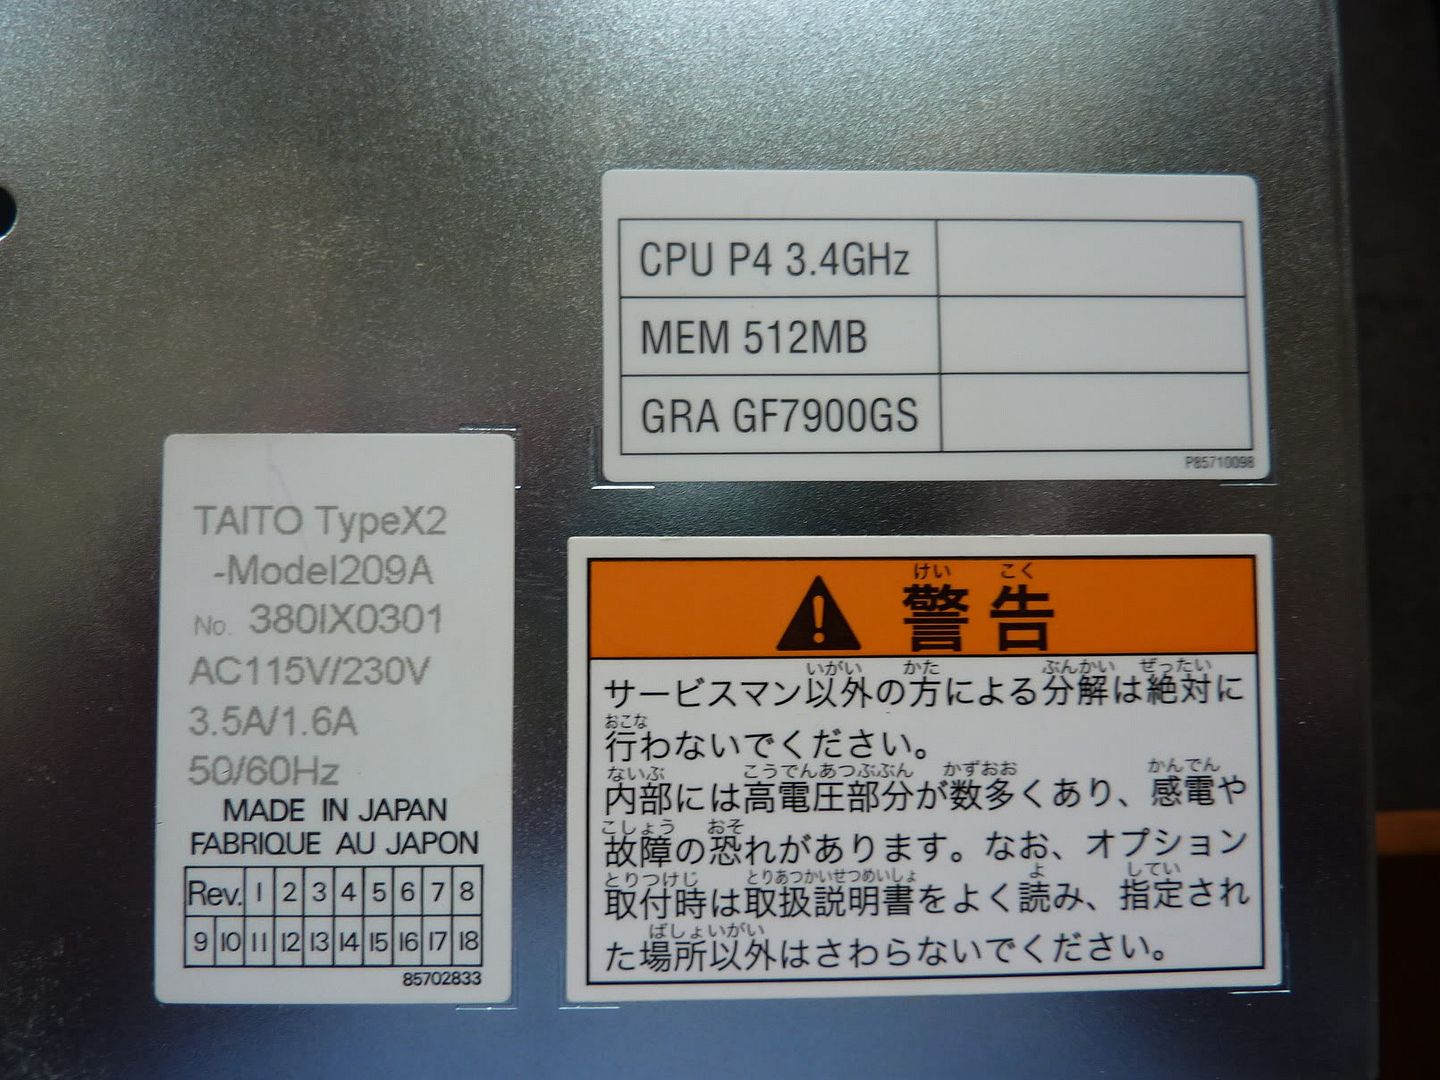 CPU P4 3.4GHz
MEM 512MB
GRA GF7900GS
P85710098
TAITO TypeX2
-Model209A
No. 380IX0301
AC115V/230V
3.5A/1.6A
50/60Hz
MADE IN JAPAN
FABRIQUE AU JAPON
Rev. 1 2 3 4 5 6 7 8
9 10 11 12 13 14 15 16 17 18
85702833
けい こく
警告
いがい かた ぶんかい ぜったい
サービスマン以外の方による分解は絶対に
おこな
行わないでください。
ないぶ こうでんあつぶぶん かずおお かんでん
内部には高電圧部分が数多くあり、感電や
こしょう おそ
故障の恐れがあります。なお、オプション
とりつけじ とりあつかいせつめいしょ よ してい
取付時は取扱説明書をよく読み、指定され
ばしょいがい
た場所以外はさわらないでください。